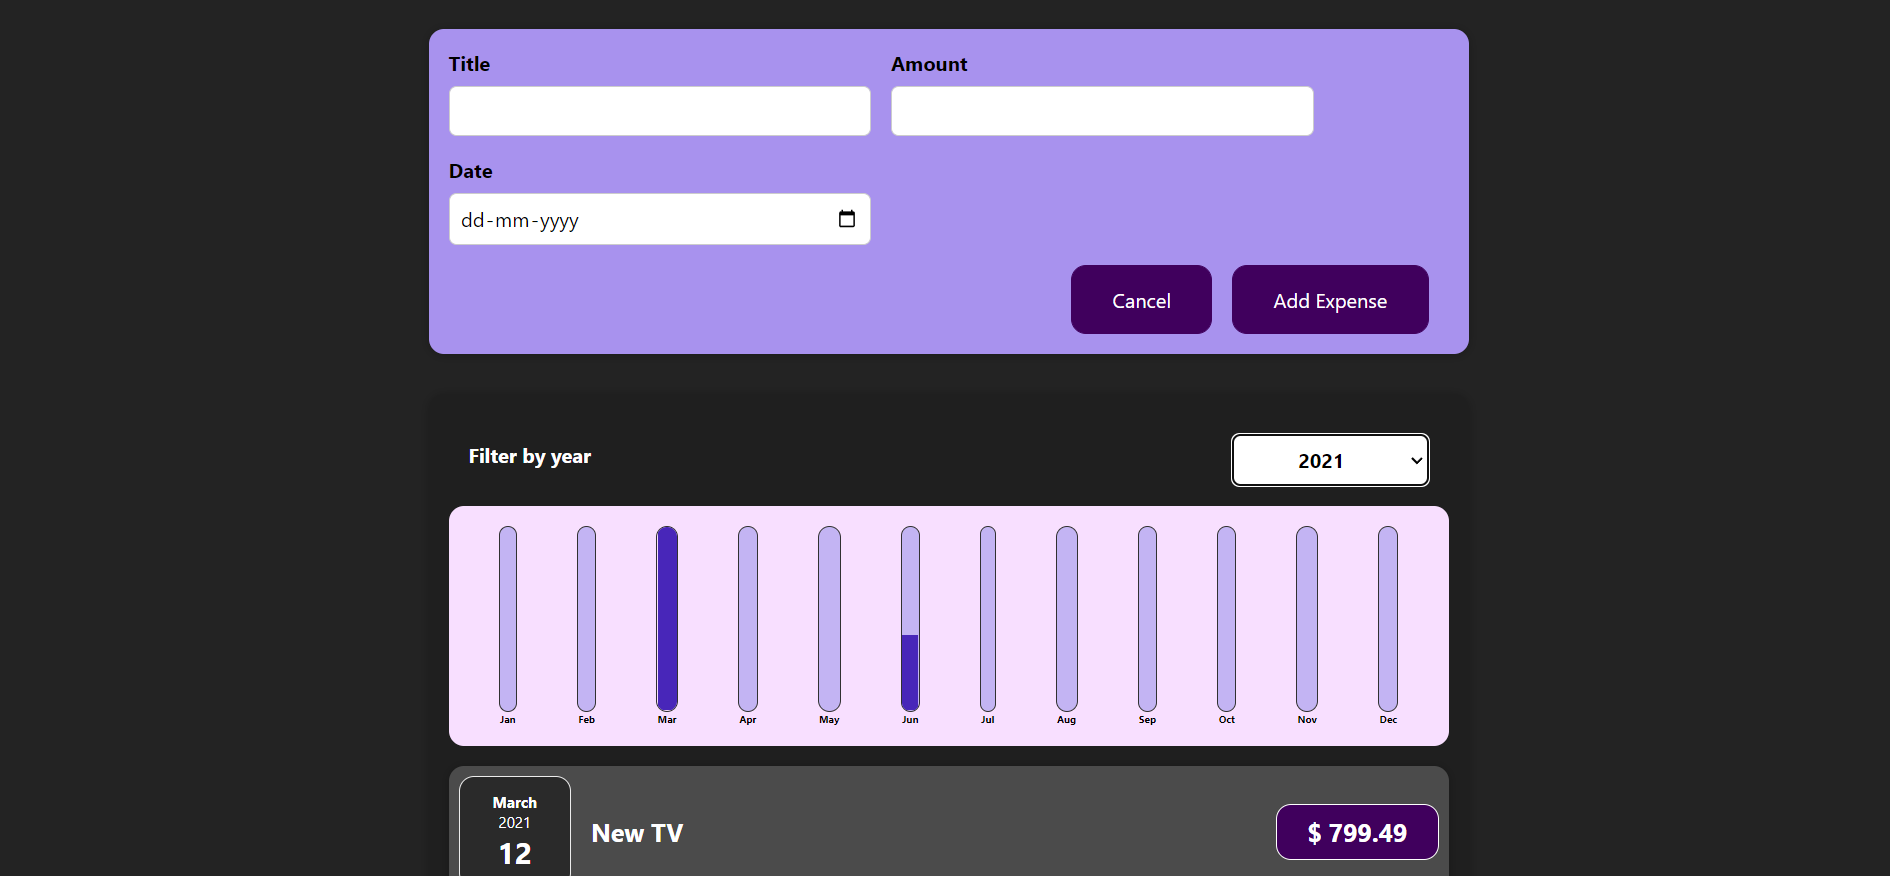 Title
Amount
Date
dd-mm-yyyy
Cancel
Add Expense
Filter by year
2021
Jan
Feb
Mar
Apr
May
Jun
Jul
Aug
Sep
Oct
Nov
Dec
March
2021
12
New TV
$ 799.49